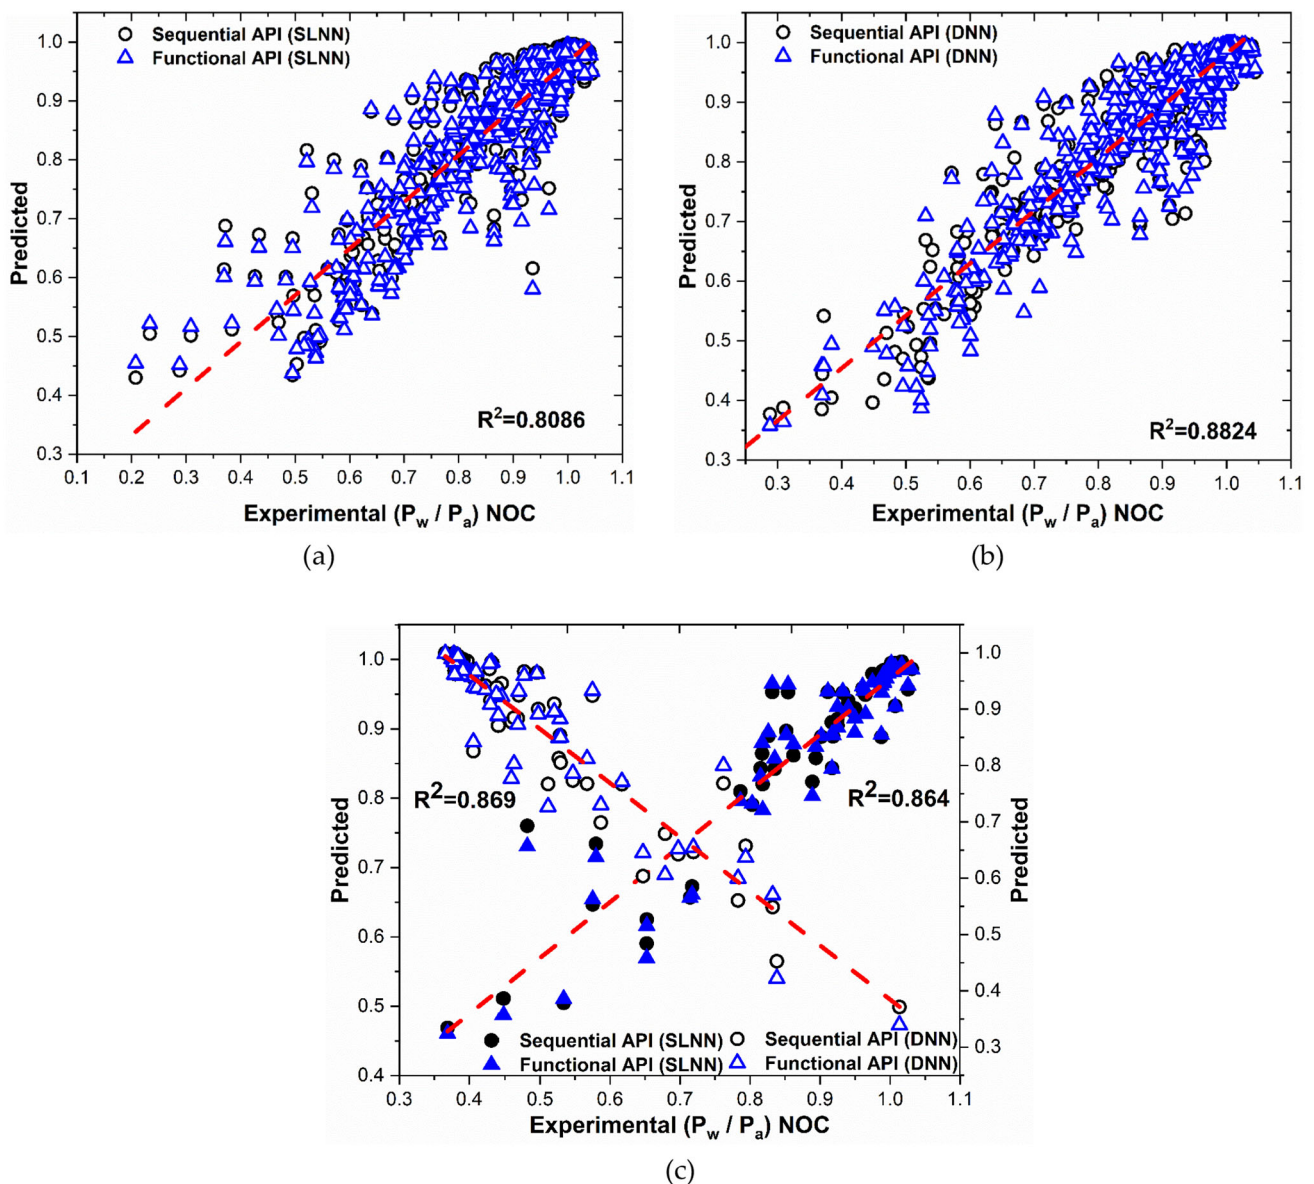 Sequential API (SLNN)
Functional API (SLNN)
1.0
0.9
0.8
0.7
0.6
0.5
0.4
0.3
Predicted
R²=0.8086
0.1 0.2 0.3 0.4 0.5 0.6 0.7 0.8 0.9 1.0 1.1
Experimental (Pw / Pa) NOC
(a)
Sequential API (DNN)
Functional API (DNN)
1.0
0.9
0.8
0.7
0.6
0.5
0.4
0.3
Predicted
R²=0.8824
0.3 0.4 0.5 0.6 0.7 0.8 0.9 1.0 1.1
Experimental (Pw / Pa) NOC
(b)
1.0
0.9
0.8
0.7
0.6
0.5
0.4
Predicted
R²=0.869
R²=0.864
1.0
0.9
0.8
0.7
0.6
0.5
0.4
0.3
Predicted
Sequential API (SLNN) Sequential API (DNN)
Functional API (SLNN) Functional API (DNN)
0.3 0.4 0.5 0.6 0.7 0.8 0.9 1.0 1.1
Experimental (Pw / Pa) NOC
(c)